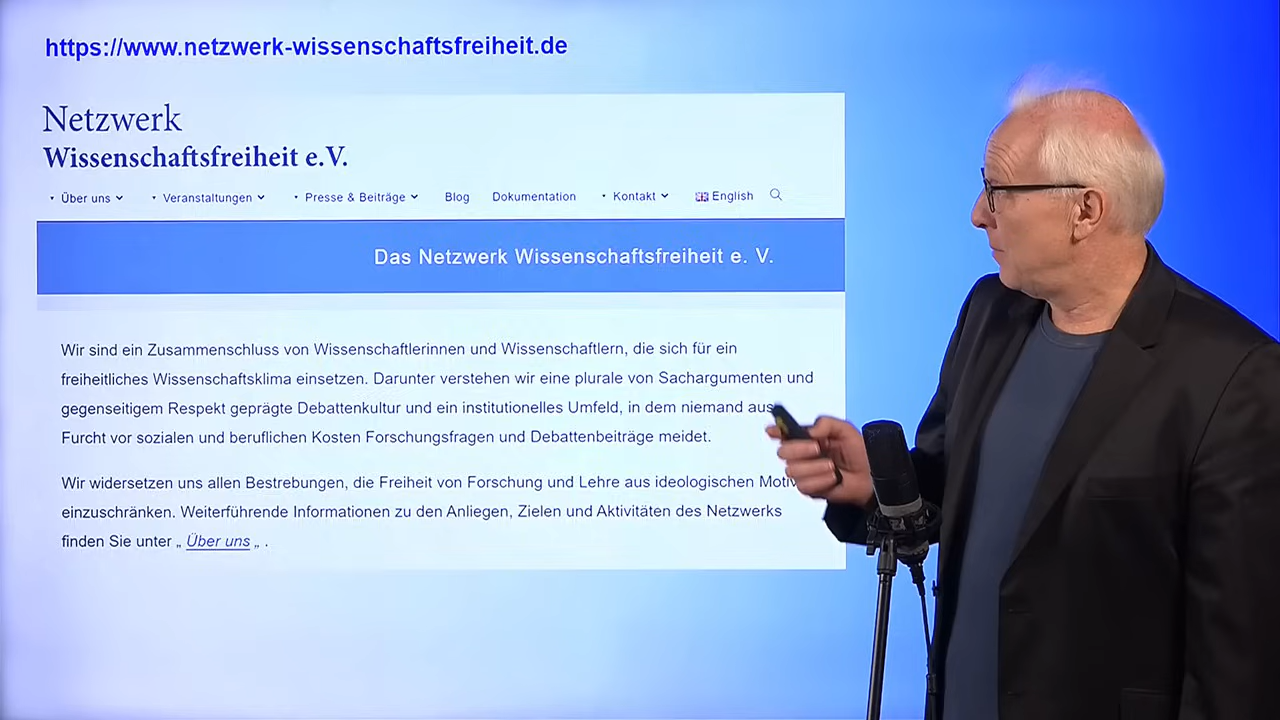 https://www.netzwerk-wissenschaftsfreiheit.de
Netzwerk
Wissenschaftsfreiheit e.V.
Über uns Veranstaltungen Presse & Beiträge Blog Dokumentation Kontakt English
Das Netzwerk Wissenschaftsfreiheit e. V.
Wir sind ein Zusammenschluss von Wissenschaftlerinnen und Wissenschaftlern, die sich für ein
freiheitliches Wissenschaftsklima einsetzen. Darunter verstehen wir eine plurale von Sachargumenten und
gegenseitigem Respekt geprägte Debattenkultur und ein institutionelles Umfeld, in dem niemand aus
Furcht vor sozialen und beruflichen Kosten Forschungsfragen und Debattenbeiträge meidet.
Wir widersetzen uns allen Bestrebungen, die Freiheit von Forschung und Lehre aus ideologischen
einzuschränken. Weiterführende Informationen zu den Anliegen, Zielen und Aktivitäten des Netzwerks
finden Sie unter „ Über uns „ .